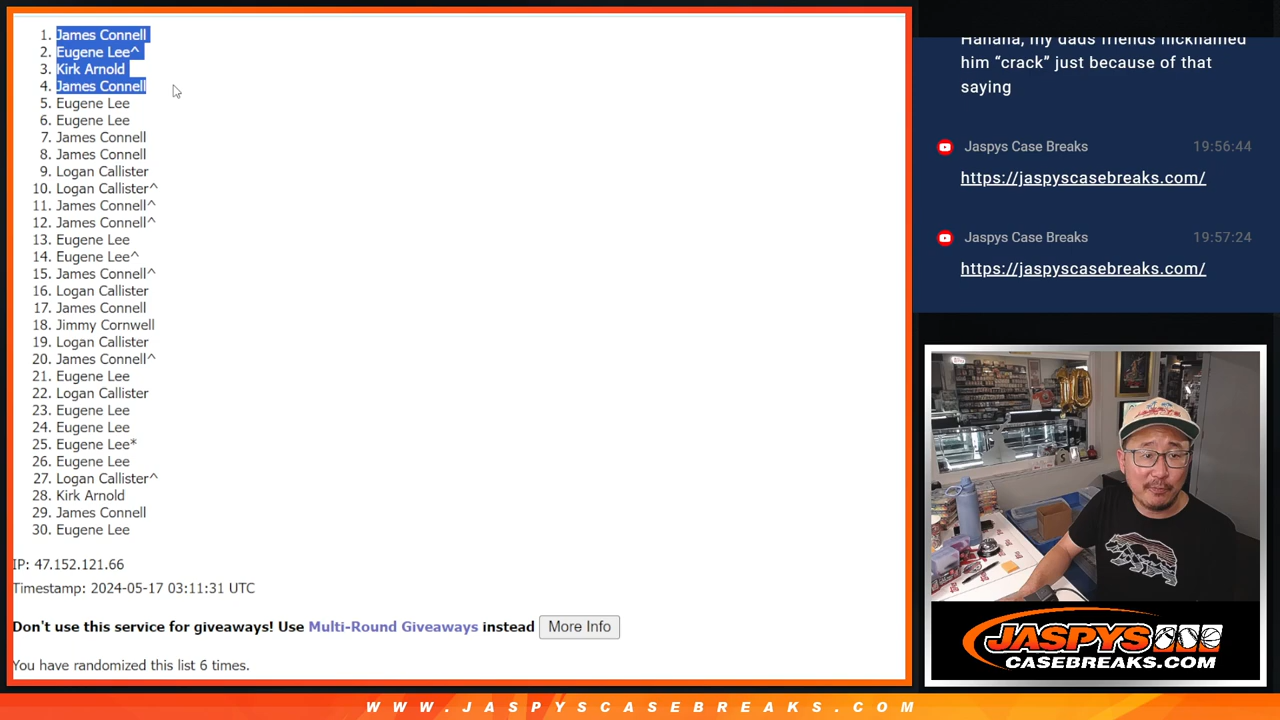 1. James Connell
2. Eugene Lee^
3. Kirk Arnold
4. James Connell
5. Eugene Lee
6. Eugene Lee
7. James Connell
8. James Connell
9. Logan Callister
10. Logan Callister^
11. James Connell^
12. James Connell^
13. Eugene Lee
14. Eugene Lee^
15. James Connell^
16. Logan Callister
17. James Connell
18. Jimmy Cornwell
19. Logan Callister
20. James Connell^
21. Eugene Lee
22. Logan Callister
23. Eugene Lee
24. Eugene Lee
25. Eugene Lee*
26. Eugene Lee
27. Logan Callister^
28. Kirk Arnold
29. James Connell
30. Eugene Lee
IP: 47.152.121.66
Timestamp: 2024-05-17 03:11:31 UTC
Don't use this service for giveaways! Use Multi-Round Giveaways instead More Info
You have randomized this list 6 times.
Hahaha, my dads friends nicknamed
him “crack” just because of that
saying
Jaspys Case Breaks 19:56:44
https://jaspyscasebreaks.com/
Jaspys Case Breaks 19:57:24
https://jaspyscasebreaks.com/
10
JASPYS
CASEBREAKS.COM
WWW.JASPYSCASEBREAKS.COM